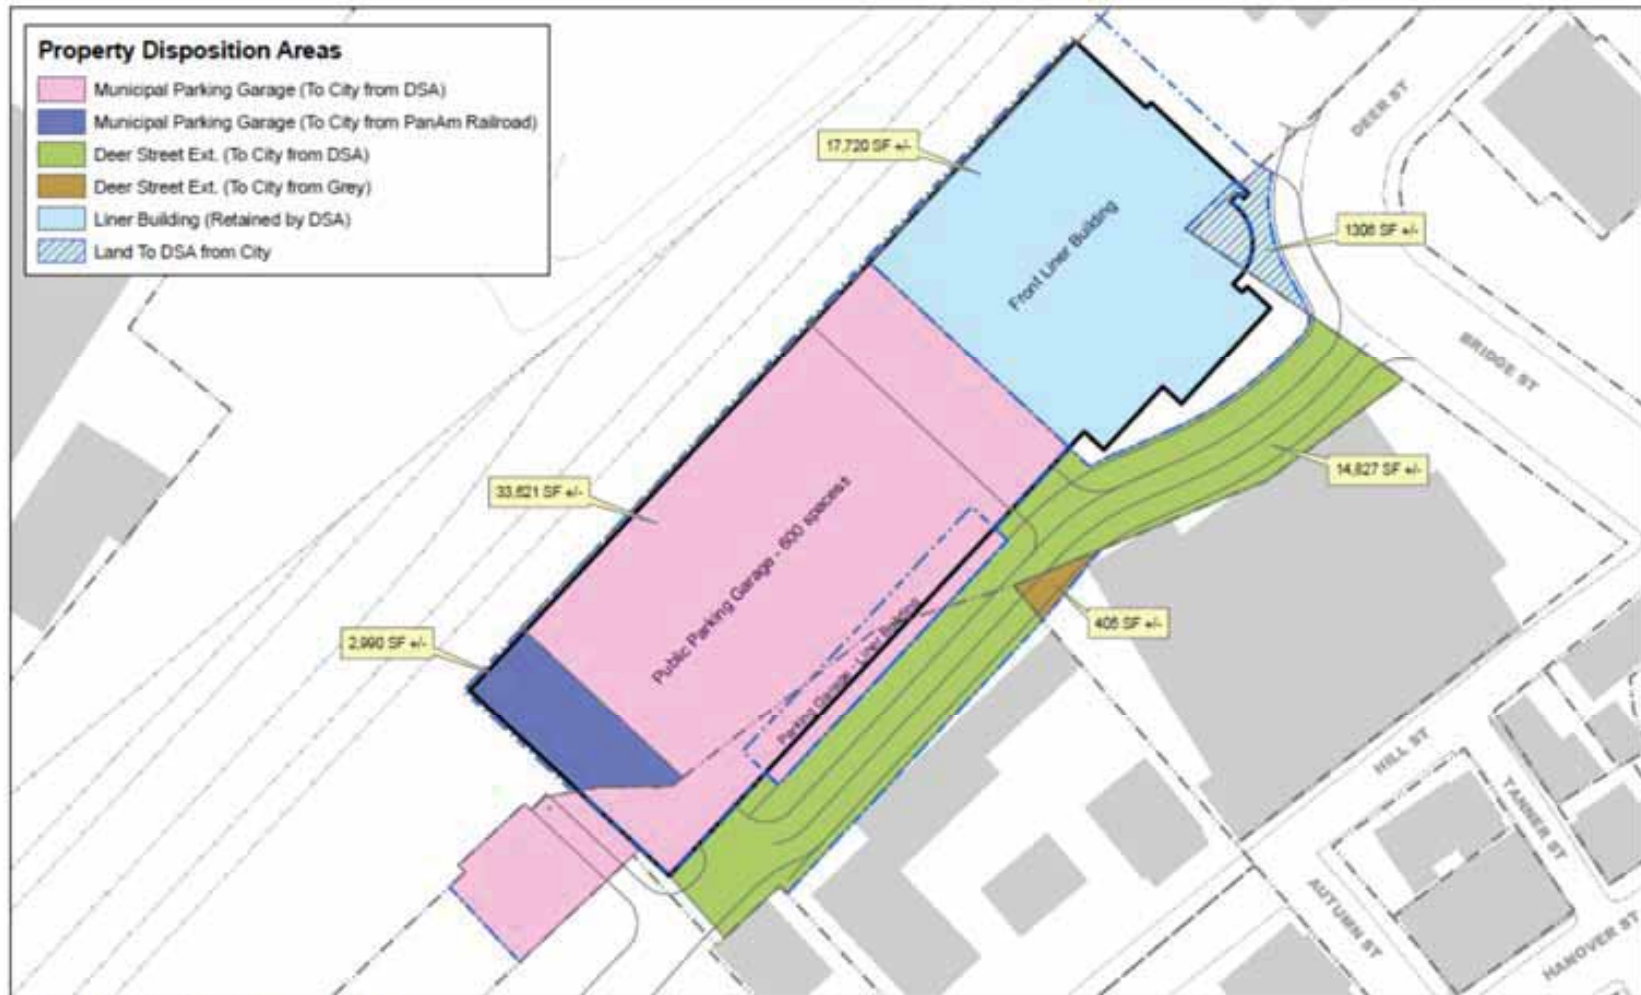 Property Disposition Areas
Municipal Parking Garage (To City from DSA)
Municipal Parking Garage (To City from PanAm Railroad)
Deer Street Ext. (To City from DSA)
Deer Street Ext. (To City from Grey)
Liner Building (Retained by DSA)
Land To DSA from City
DEER ST
17,720 SF +/-
1306 SF +/-
Front Liner Building
BRIDGE ST
33,621 SF +/-
14,827 SF +/-
Public Parking Garage - 600 spaces±
2,990 SF +/-
405 SF +/-
Parking Garage - Liner Building
HILL ST
TANNER ST
AUTUMN ST
HANOVER ST